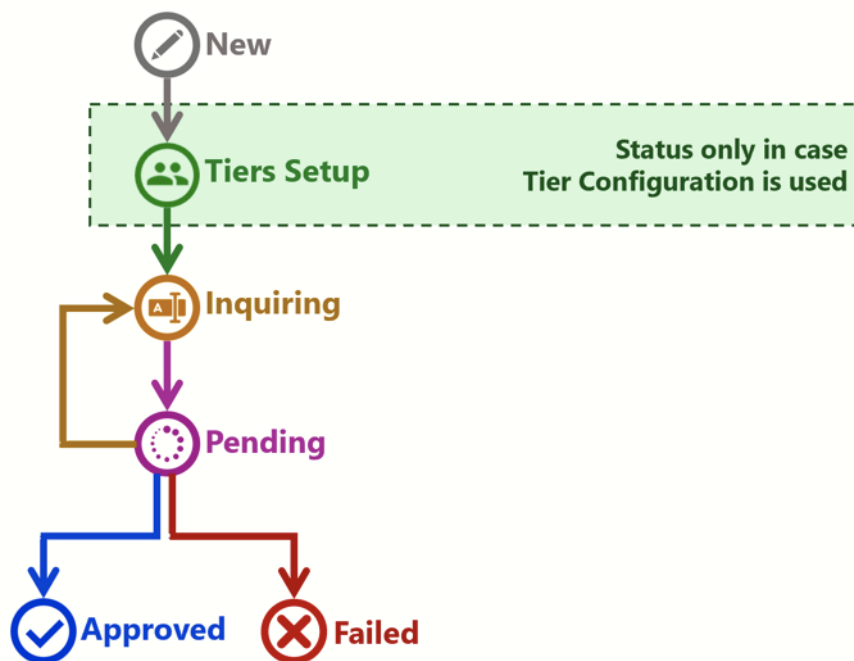 New
Tiers Setup
Status only in case
Tier Configuration is used
Inquiring
A
Pending
Approved
Failed